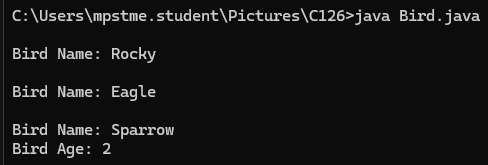 C:\Users\mpstme.student\Pictures\C126>java Bird.java
Bird Name: Rocky
Bird Name: Eagle
Bird Name: Sparrow
Bird Age: 2